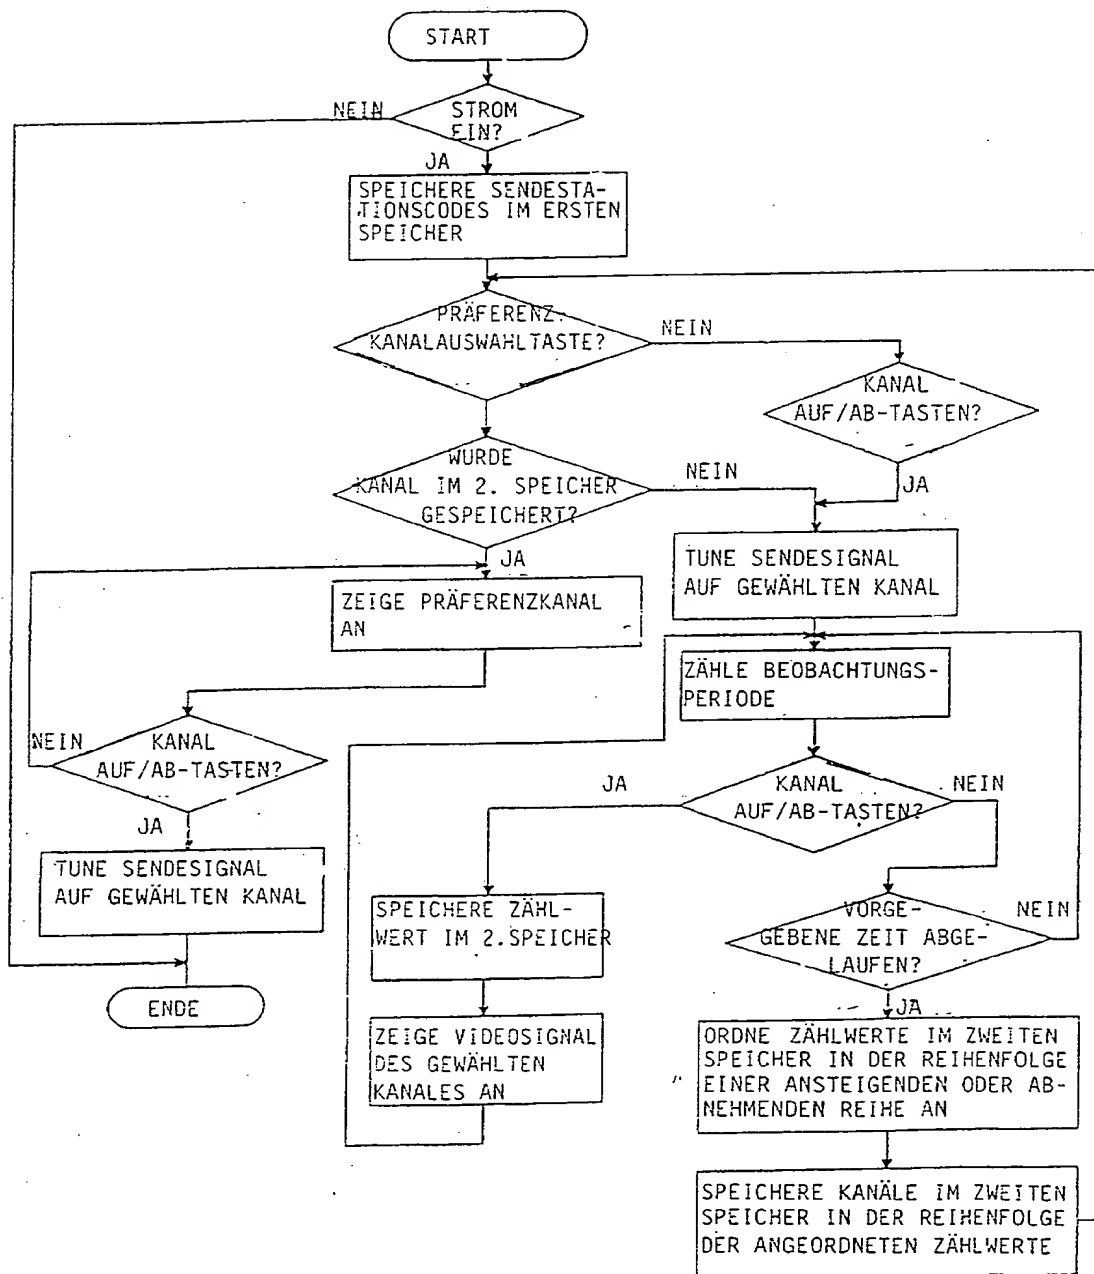 START
NEIN
STROM
EIN?
JA
SPEICHERE SENDESTA-
TIONSCODES IM ERSTEN
SPEICHER
PRÄFERENZ.
KANALAUSWAHLTASTE?
NEIN
KANAL
AUF/AB-TASTEN?
JA
WURDE
KANAL IM 2. SPEICHER
GESPEICHERT?
NEIN
JA
TUNE SENDESIGNAL
AUF GEWÄHLTEN KANAL
ZEIGE PRÄFERENZKANAL
AN
ZÄHLE BEOBACHTUNGS-
PERIODE
NEIN
KANAL
AUF/AB-TASTEN?
JA
TUNE SENDESIGNAL
AUF GEWÄHLTEN KANAL
ENDE
JA
KANAL
AUF/AB-TASTEN?
NEIN
SPEICHERE ZÄHL-
WERT IM 2.SPEICHER
ZEIGE VIDEOSIGNAL
DES GEWÄHLTEN
KANALES AN
VORGE-
GEBENE ZEIT ABGE-
LAUFEN?
NEIN
JA
ORDNE ZÄHLWERTE IM ZWEITEN
SPEICHER IN DER REIHENFOLGE
EINER ANSTEIGENDEN ODER AB-
NEHMENDEN REIHE AN
SPEICHERE KANÄLE IM ZWEITEN
SPEICHER IN DER REIHENFOLGE
DER ANGEORDNETEN ZÄHLWERTE